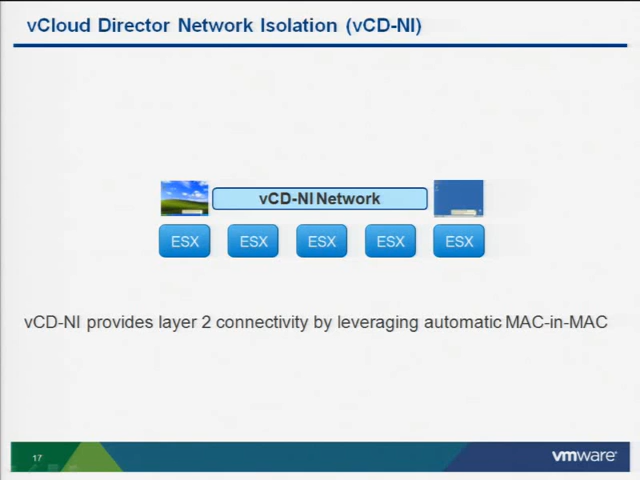 vCloud Director Network Isolation (vCD-NI)
vCD-NI Network
ESX ESX ESX ESX ESX
vCD-NI provides layer 2 connectivity by leveraging automatic MAC-in-MAC
17
vmware